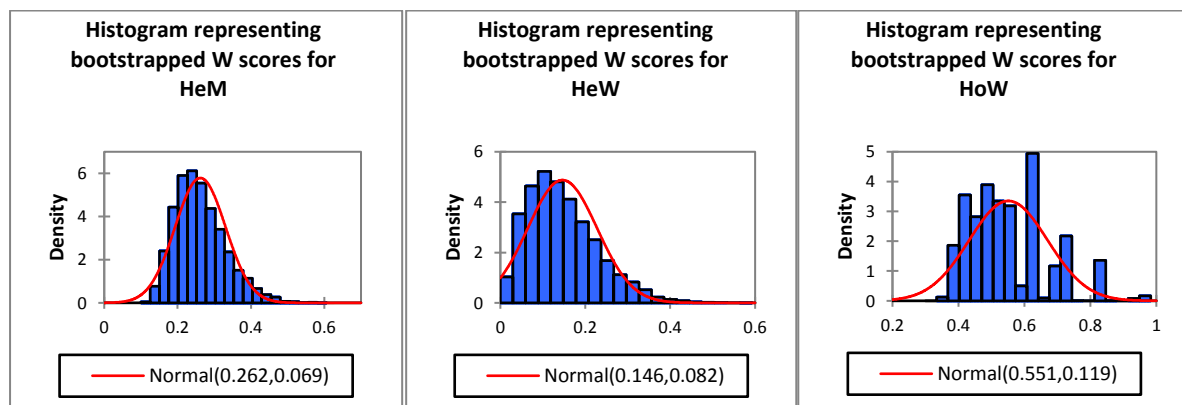 Histogram representing
bootstrapped W scores for
HeM
Density
6
4
2
0
0 0.2 0.4 0.6
Normal(0.262,0.069)
Histogram representing
bootstrapped W scores for
HeW
Density
6
4
2
0
0 0.2 0.4 0.6
Normal(0.146,0.082)
Histogram representing
bootstrapped W scores for
HoW
Density
5
4
3
2
1
0
0.2 0.4 0.6 0.8 1
Normal(0.551,0.119)